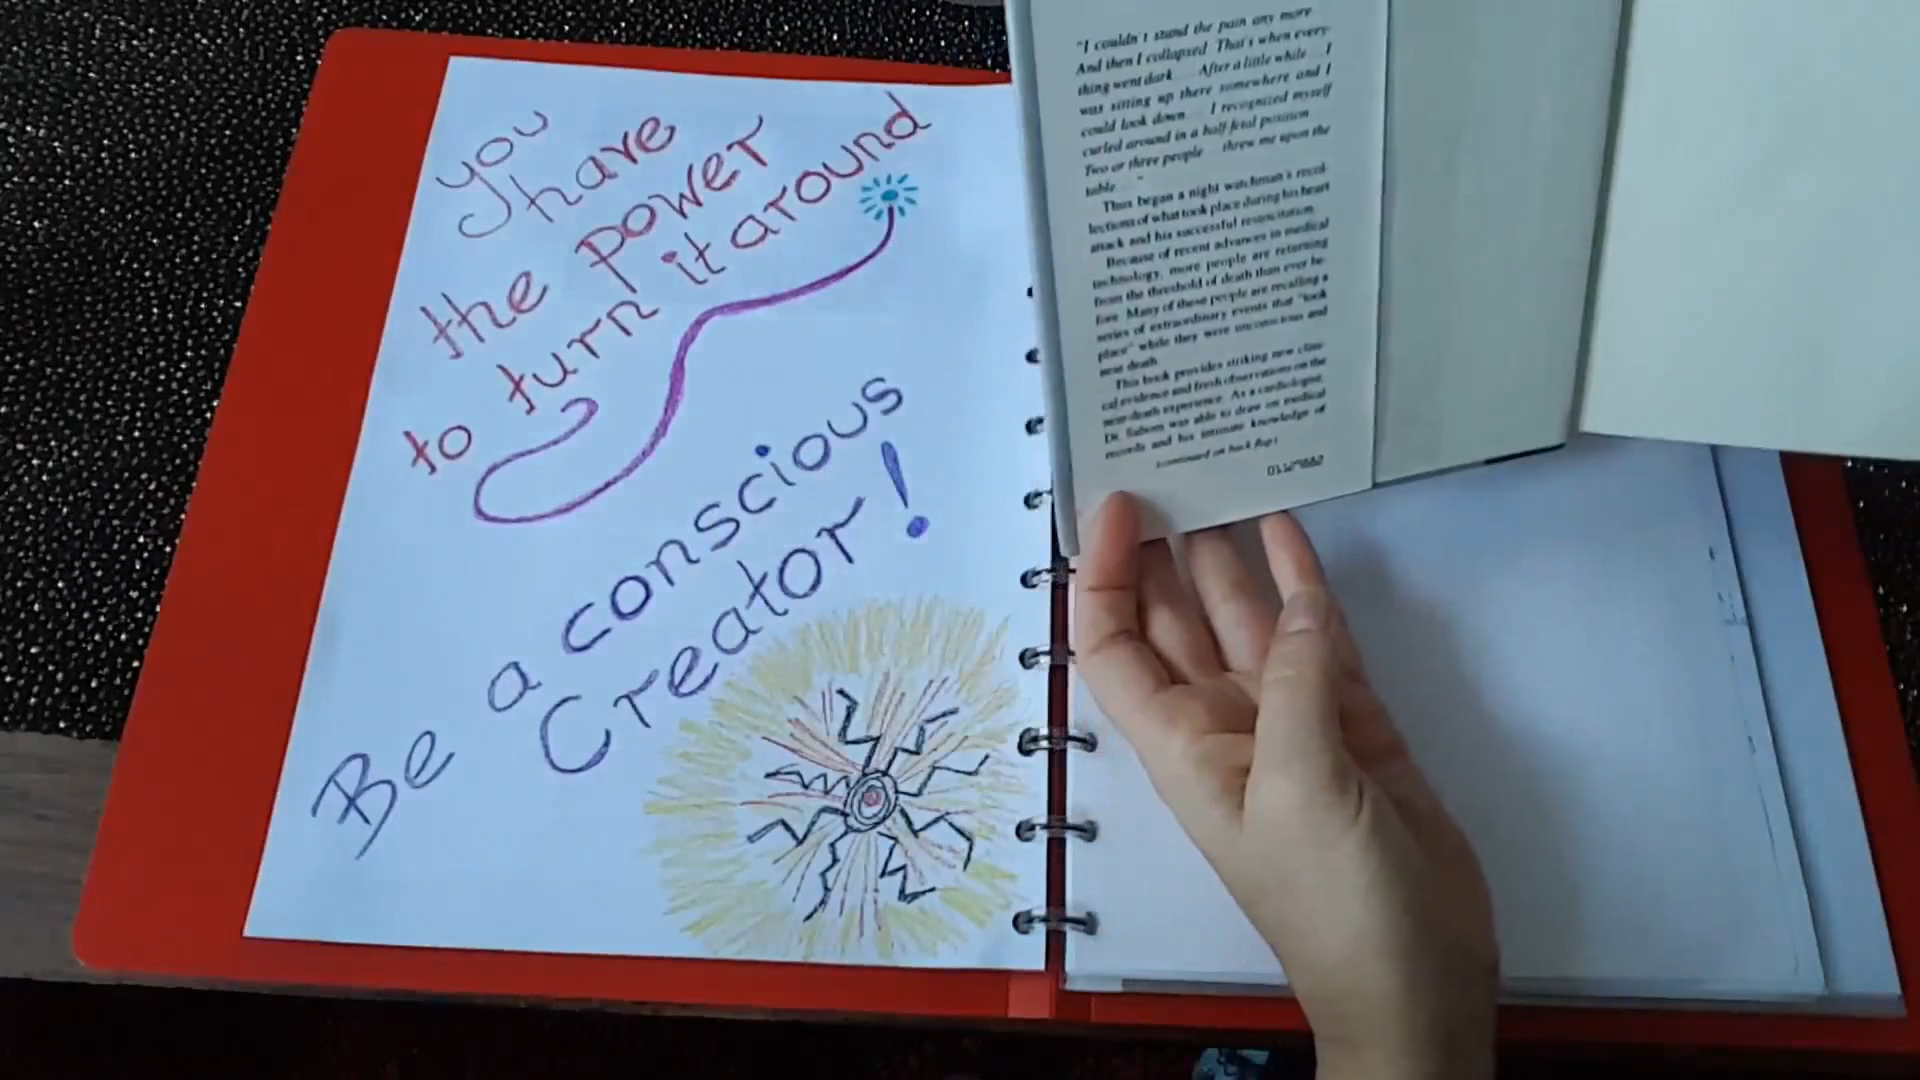 you
have
the power
to turn it around
Be a conscious
Creator!
"I couldn't stand the pain any more
And then I collapsed. That's when every-
thing went dark.... After a little while ... I
was sitting up there somewhere and I
could look down.... I recognized myself
curled around in a half-fetal position
Two or three people ... threw me upon the
table ... "
Thus began a night watchman's recol-
lections of what took place during his heart
attack and his successful resuscitation.
Because of recent advances in medical
technology, more people are returning
from the threshold of death than ever be-
fore. Many of these people are recalling a
series of extraordinary events that "took
place" while they were unconscious and
near death.
This book provides striking new clini-
cal evidence and fresh observations on the
near-death experience. As a cardiologist,
Dr. Sabom was able to draw on medical
records and his intimate knowledge of
(continued on back flap)